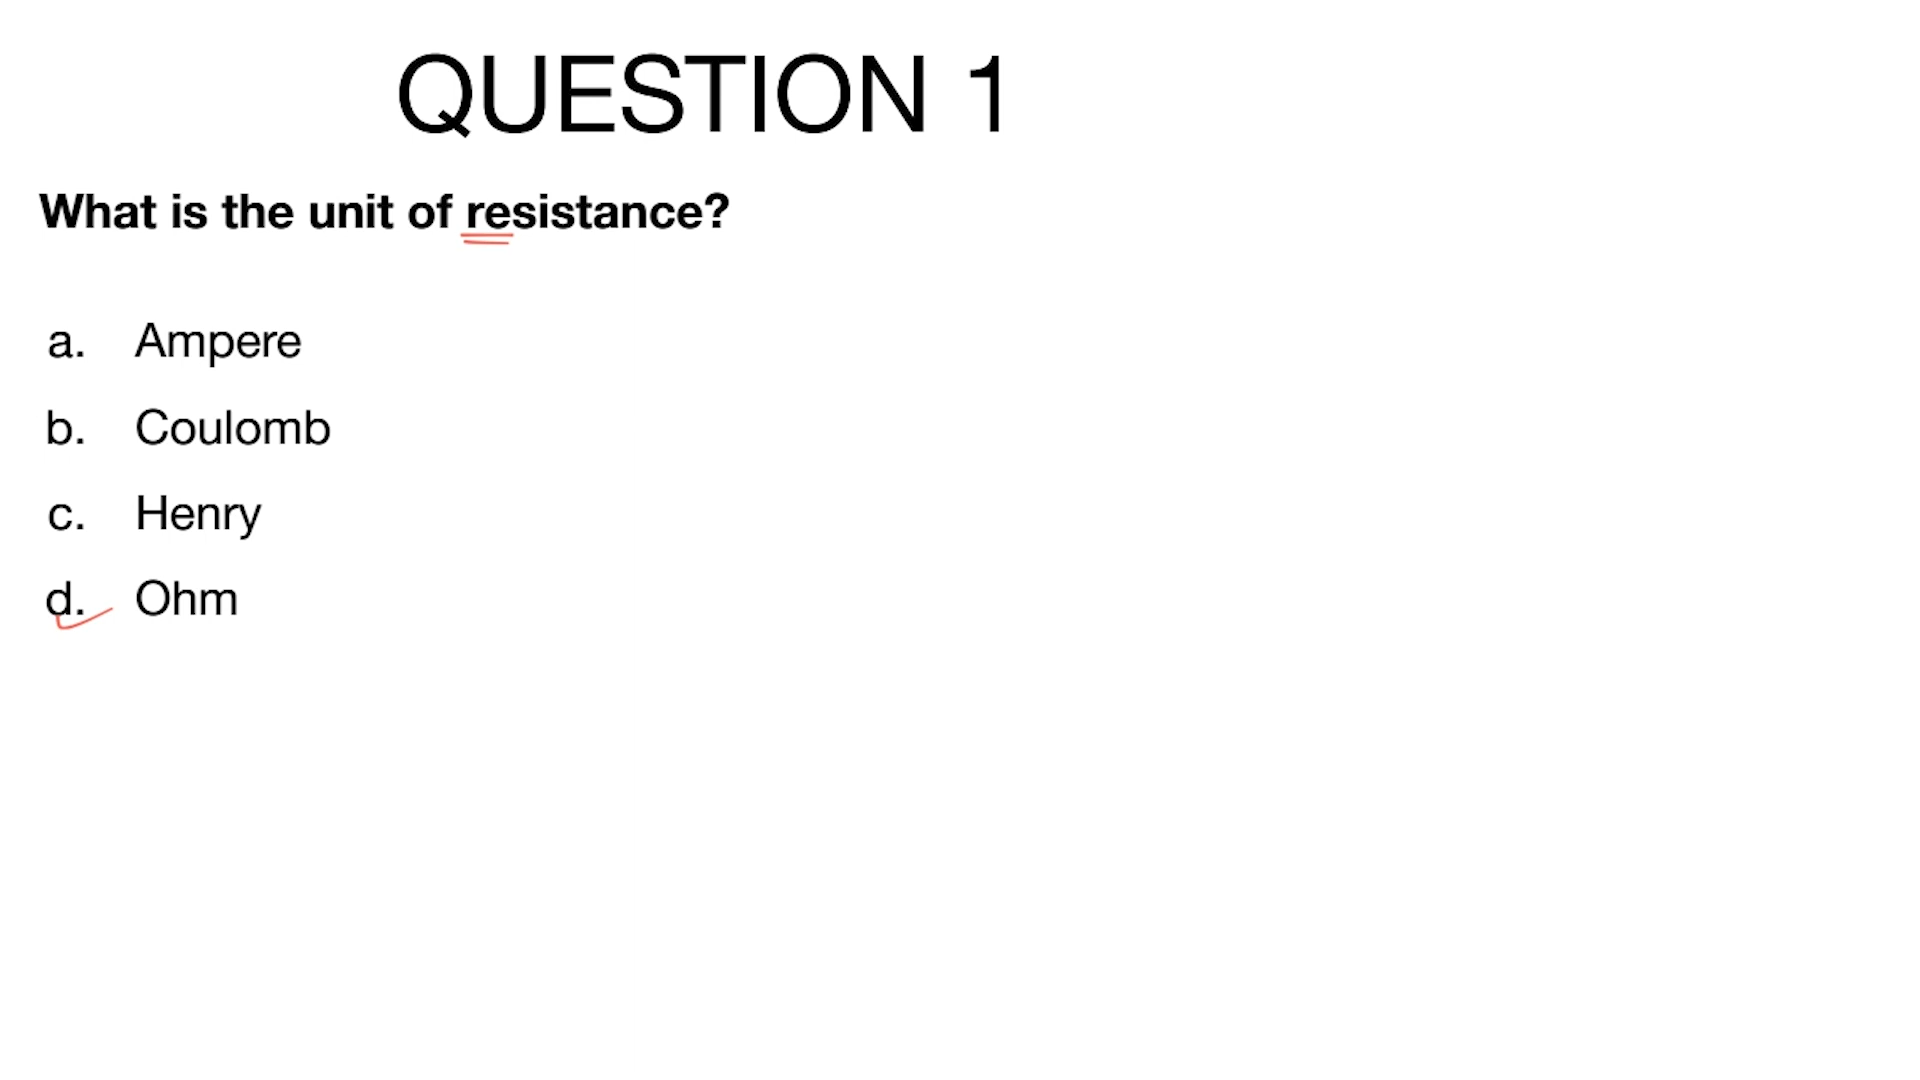 QUESTION 1
What is the unit of resistance?
a. Ampere
b. Coulomb
c. Henry
d. Ohm